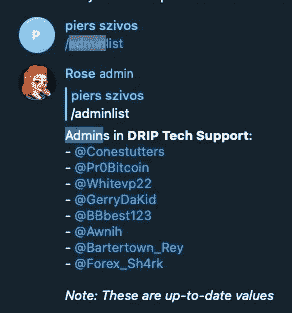 P
piers szivos
/adminlist
Rose admin
piers szivos
/adminlist
Admins in DRIP Tech Support:
- @Conestutters
- @Pr0Bitcoin
- @Whitevp22
- @GerryDaKid
- @BBbest123
- @Awnih
- @Bartertown_Rey
- @Forex_Sh4rk
Note: These are up-to-date values